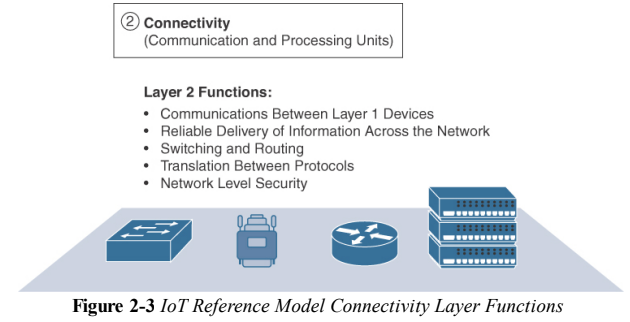 ② Connectivity
(Communication and Processing Units)
Layer 2 Functions:
• Communications Between Layer 1 Devices
• Reliable Delivery of Information Across the Network
• Switching and Routing
• Translation Between Protocols
• Network Level Security
Figure 2-3 IoT Reference Model Connectivity Layer Functions